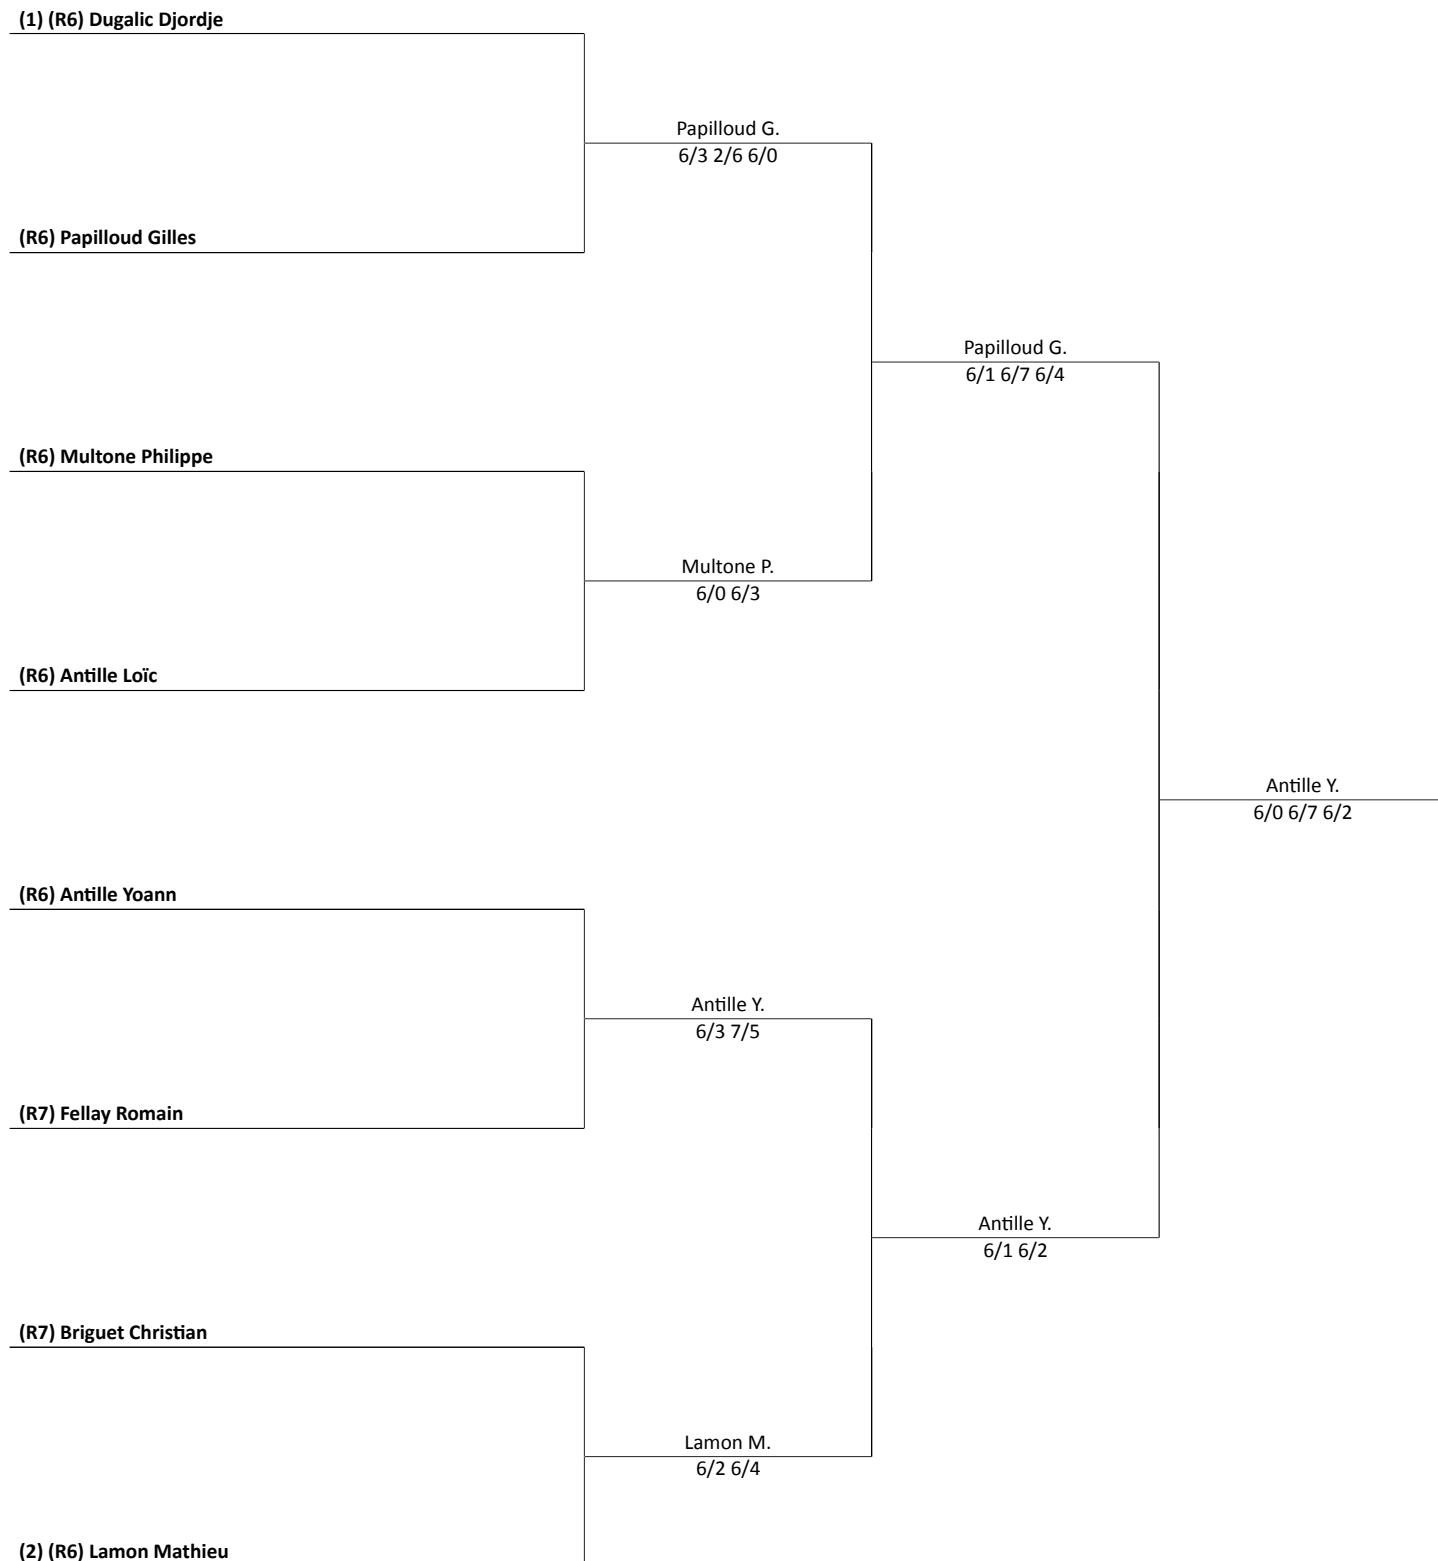 (1) (R6) Dugalic Djordje
Papilloud G.
6/3 2/6 6/0
(R6) Papilloud Gilles
Papilloud G.
6/1 6/7 6/4
(R6) Multone Philippe
Multone P.
6/0 6/3
(R6) Antille Loïc
Antille Y.
6/0 6/7 6/2
(R6) Antille Yoann
Antille Y.
6/3 7/5
(R7) Fellay Romain
Antille Y.
6/1 6/2
(R7) Briguet Christian
Lamon M.
6/2 6/4
(2) (R6) Lamon Mathieu